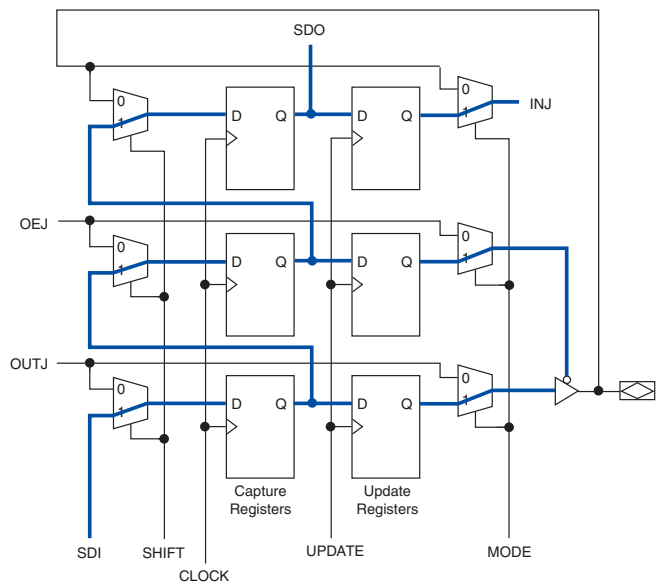 SDO
0
1
D Q
D Q
0
1
INJ
OEJ
0
1
D Q
D Q
0
1
OUTJ
0
1
D Q
D Q
0
1
Capture
Registers
Update
Registers
SDI
SHIFT
CLOCK
UPDATE
MODE